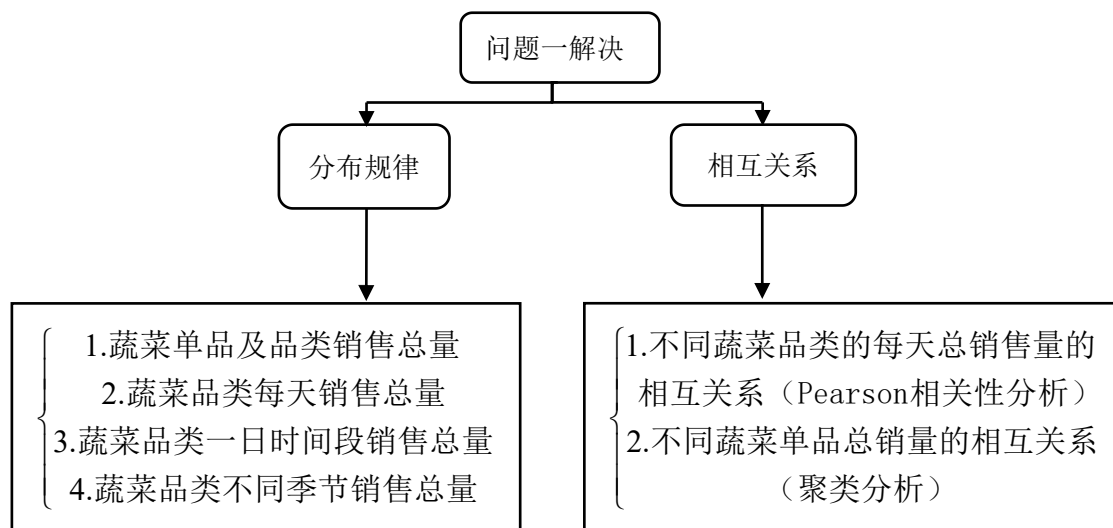 问题一解决
分布规律
相互关系
1.蔬菜单品及品类销售总量
2.蔬菜品类每天销售总量
3.蔬菜品类一日时间段销售总量
4.蔬菜品类不同季节销售总量
1.不同蔬菜品类的每天总销售量的
相互关系（Pearson相关性分析）
2.不同蔬菜单品总销量的相互关系
（聚类分析）